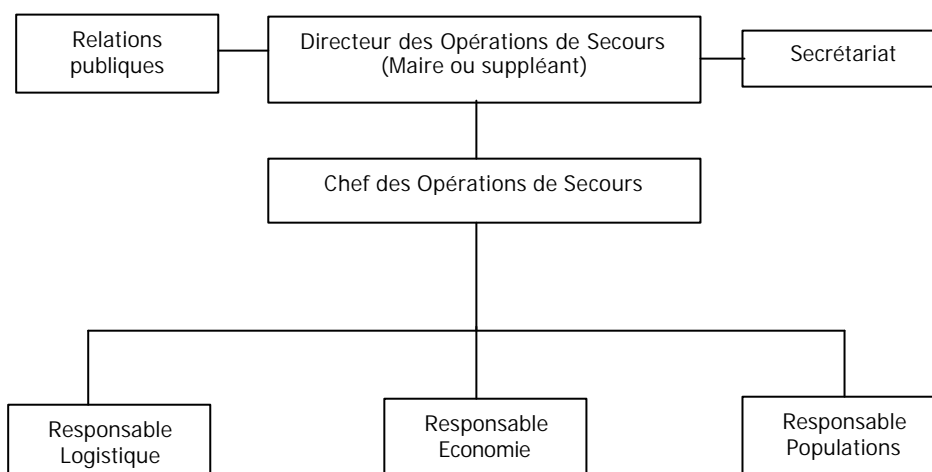 Relations
publiques
Directeur des Opérations de Secours
(Maire ou suppléant)
Secrétariat
Chef des Opérations de Secours
Responsable
Logistique
Responsable
Economie
Responsable
Populations